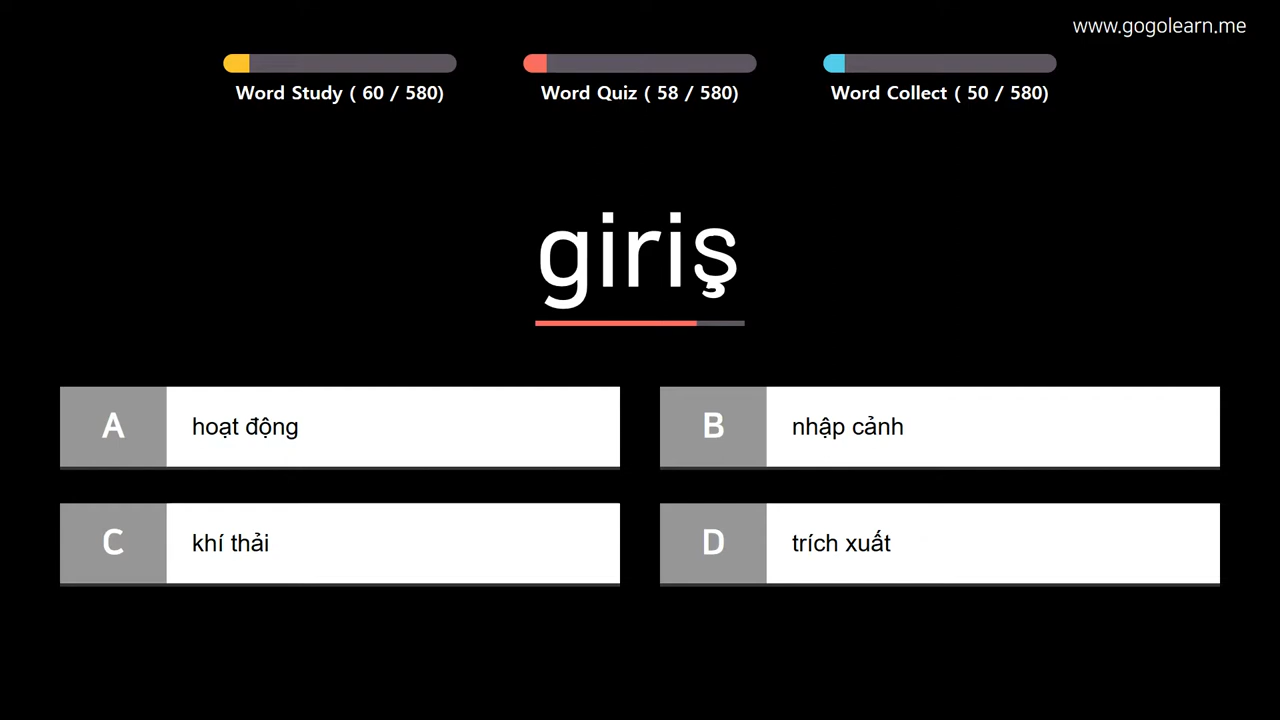 www.gogolearn.me
Word Study ( 60 / 580)
Word Quiz ( 58 / 580)
Word Collect ( 50 / 580)
giriş
A hoạt động
B nhập cảnh
C khí thải
D trích xuất